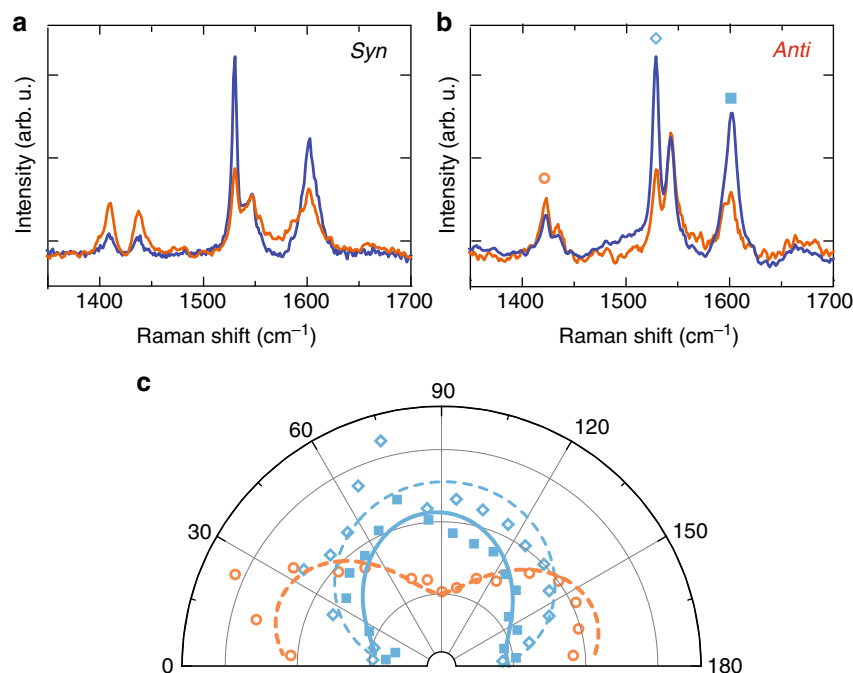 a
b
Syn
Anti
Intensity (arb. u.)
Intensity (arb. u.)
1400 1500 1600 1700
1400 1500 1600 1700
Raman shift (cm⁻¹)
Raman shift (cm⁻¹)
c
90
60
120
30
150
0
180